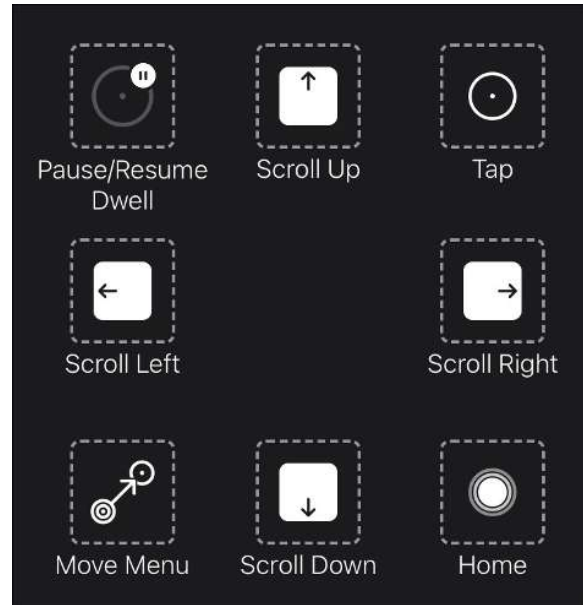 Pause/Resume
Dwell
Scroll Up
Tap
Scroll Left
Scroll Right
Move Menu
Scroll Down
Home